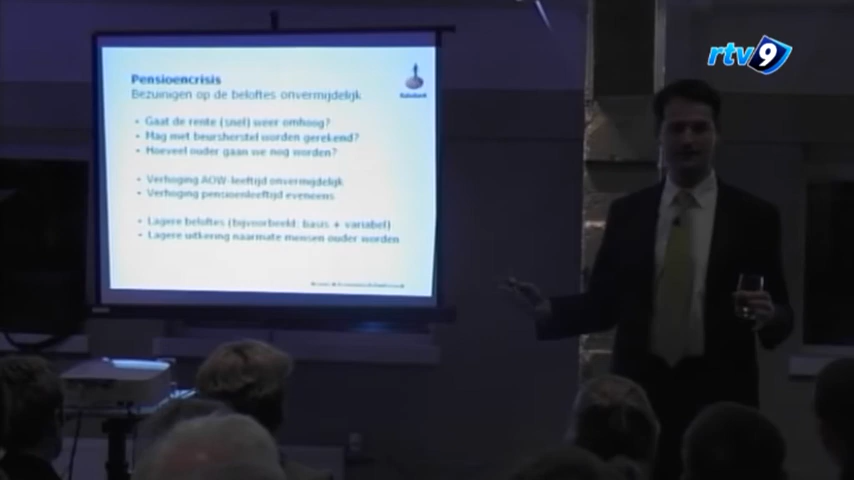 rtv9
Pensioencrisis
Bezuinigen op de beloftes onvermijdelijk
Rabobank
• Gaat de rente (snel) weer omhoog?
• Mag met beursherstel worden gerekend?
• Hoeveel ouder gaan we nog worden?
• Verhoging AOW-leeftijd onvermijdelijk
• Verhoging pensioenleeftijd eveneens
• Lagere beloftes (bijvoorbeeld: basis + variabel)
• Lagere uitkering naarmate mensen ouder worden